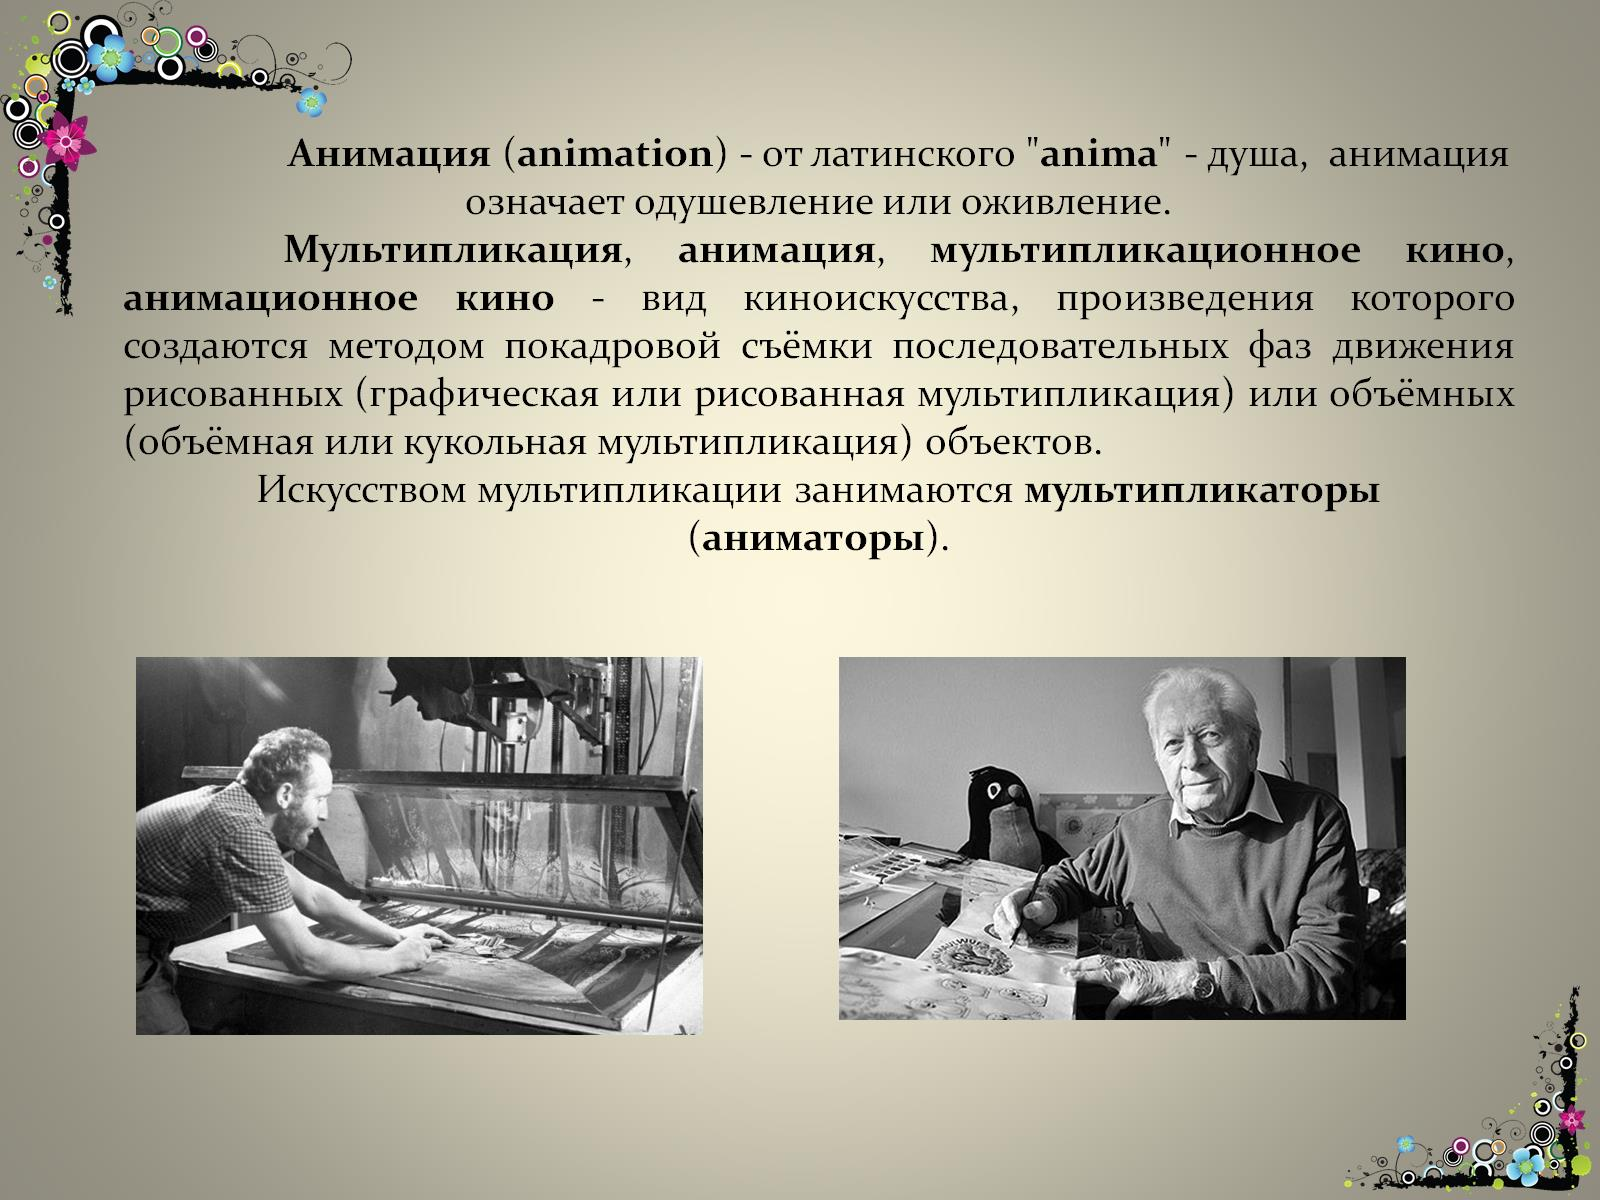 Анимация (animation) - от латинского "anima" - душа, анимация
означает одушевление или оживление.
Мультипликация, анимация, мультипликационное кино,
анимационное кино - вид киноискусства, произведения которого
создаются методом покадровой съёмки последовательных фаз движения
рисованных (графическая или рисованная мультипликация) или объёмных
(объёмная или кукольная мультипликация) объектов.
Искусством мультипликации занимаются мультипликаторы
(аниматоры).